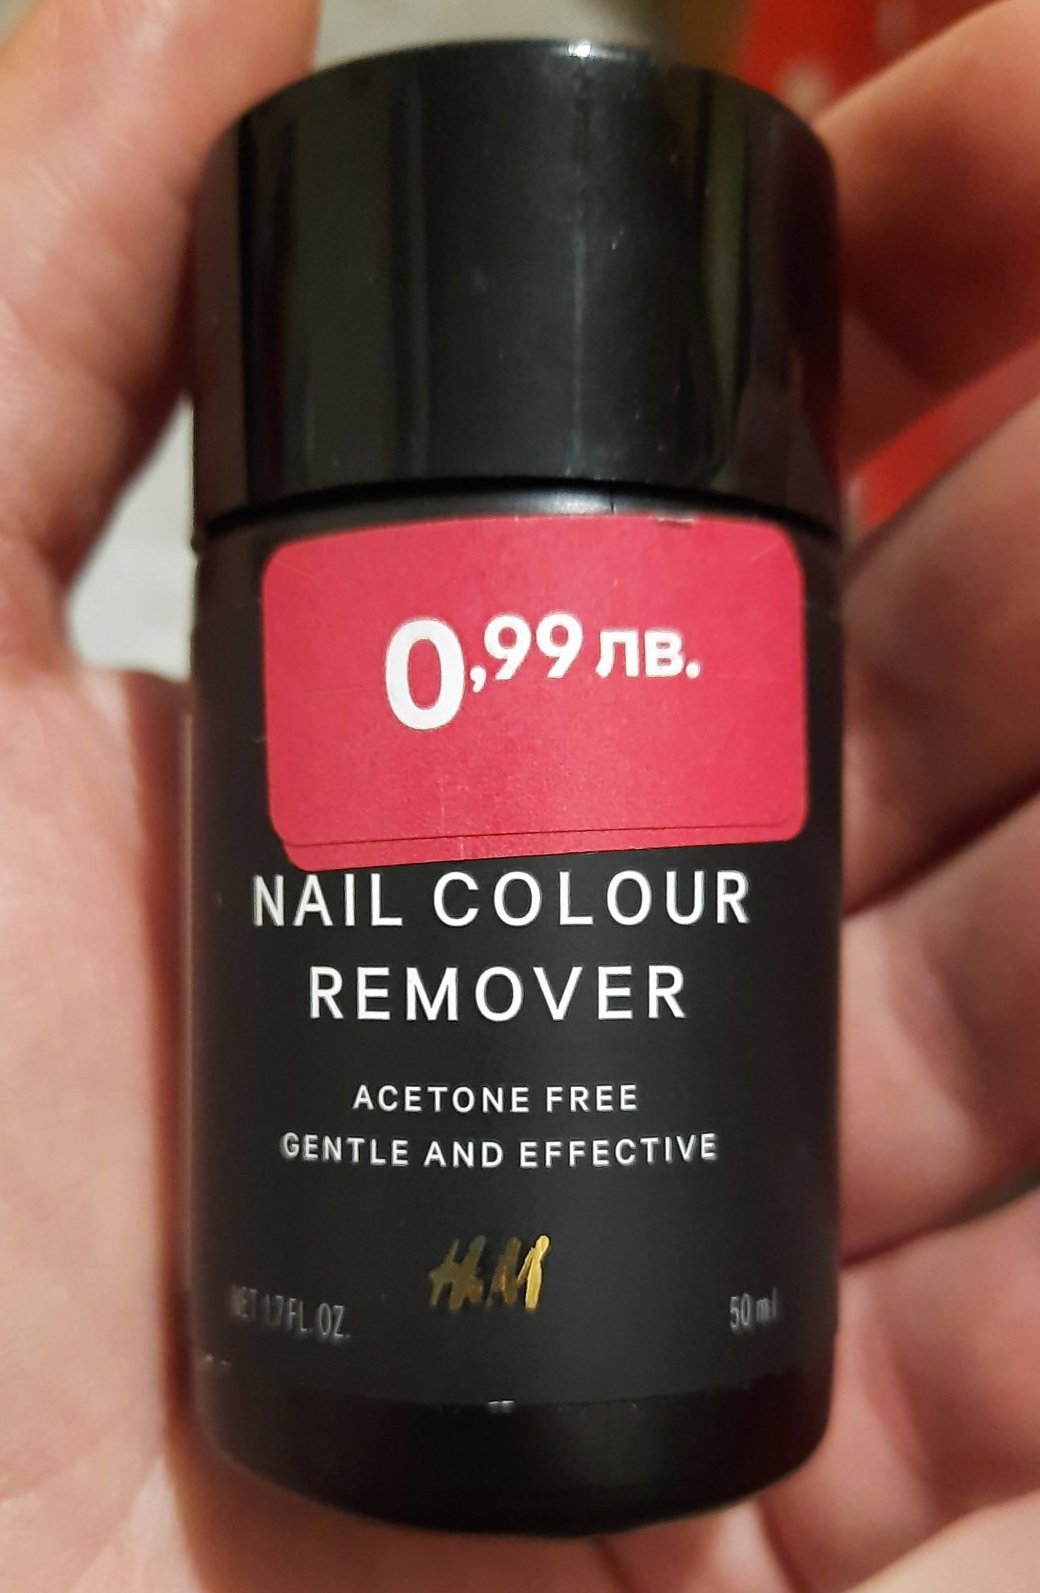 0,99 лв.
NAIL COLOUR
REMOVER
ACETONE FREE
GENTLE AND EFFECTIVE
H&M
NET 1.7 FL. OZ.
50 ml